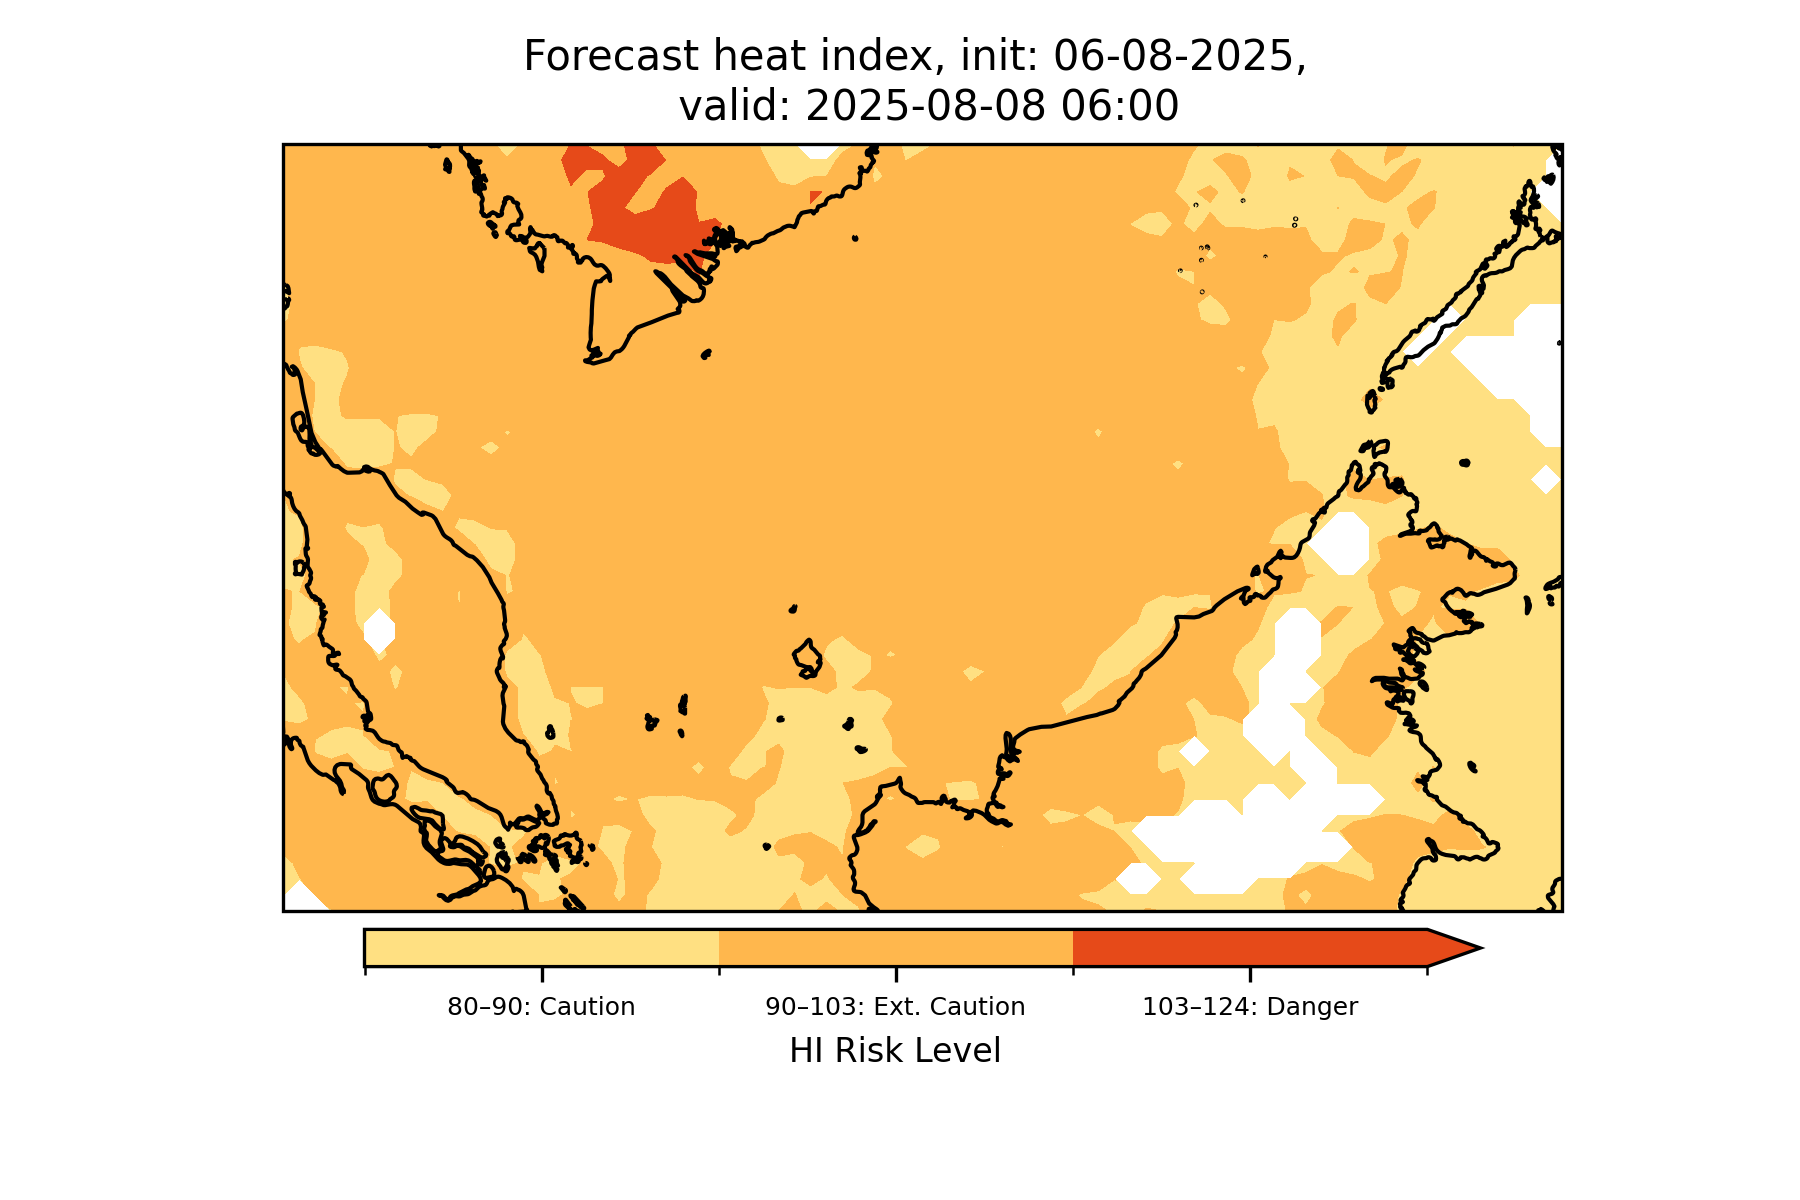 Forecast heat index, init: 06-08-2025,
valid: 2025-08-08 06:00
80–90: Caution
90–103: Ext. Caution
103–124: Danger
HI Risk Level